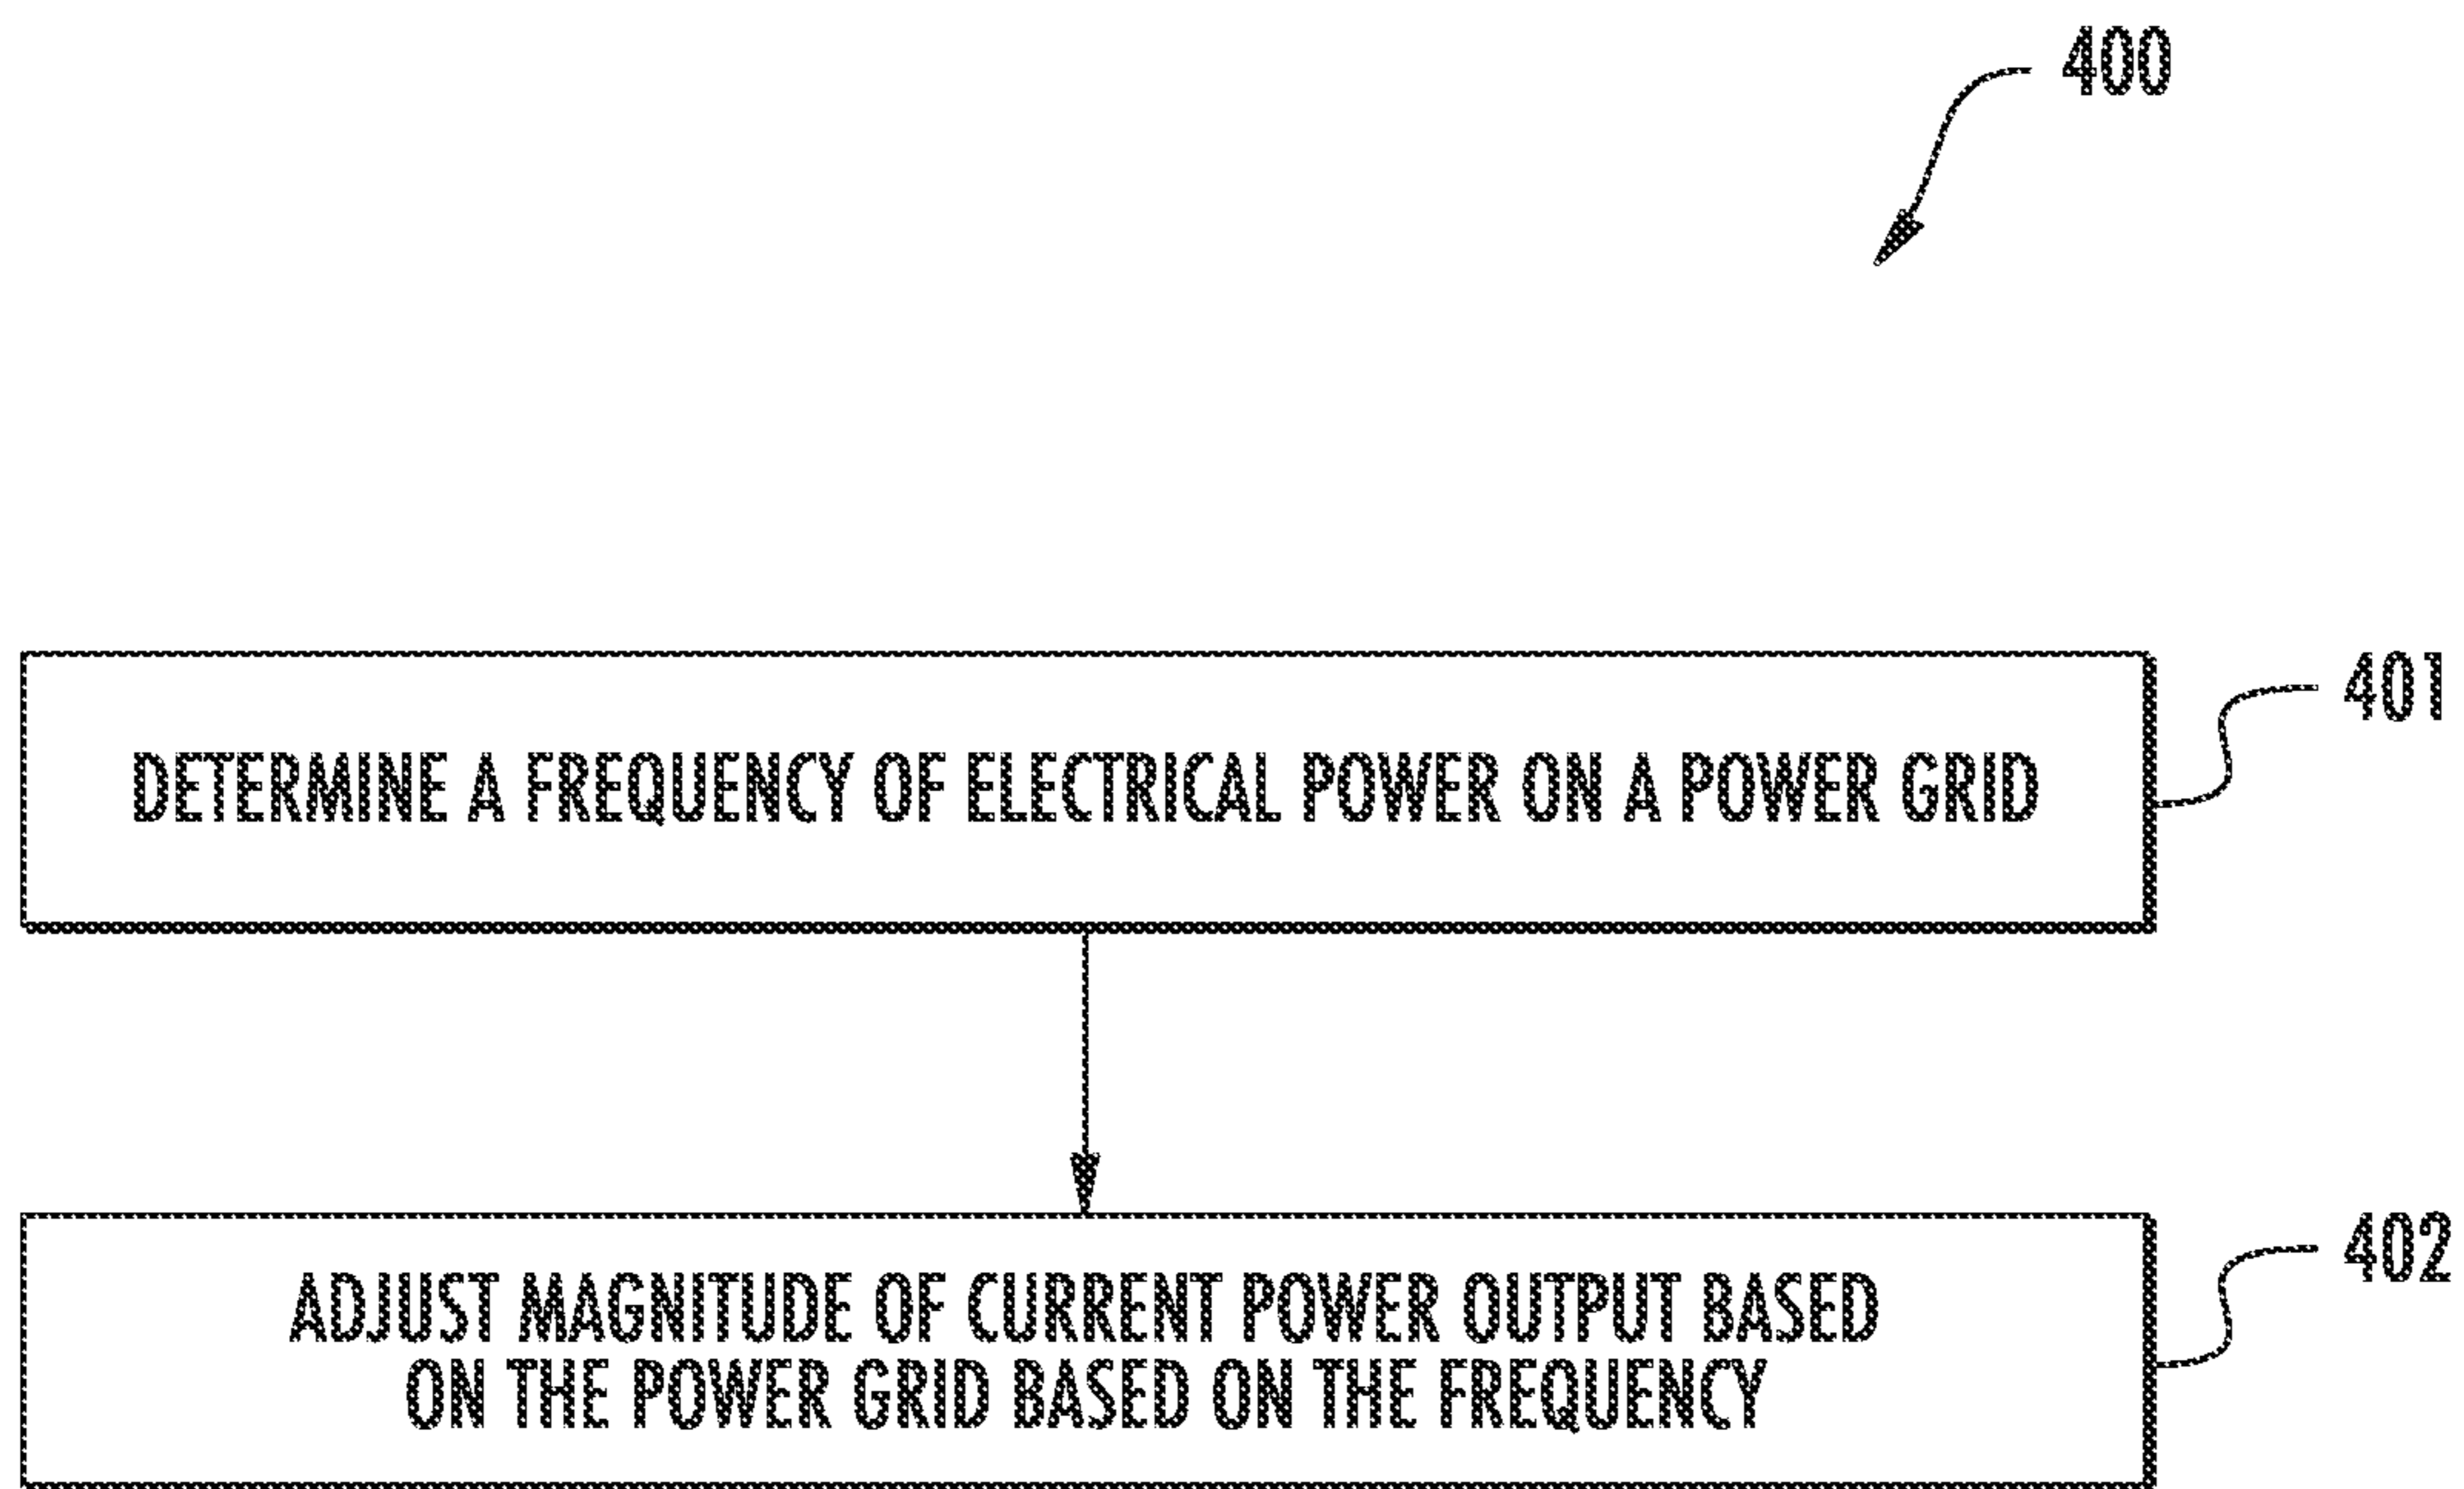 400
401
DETERMINE A FREQUENCY OF ELECTRICAL POWER ON A POWER GRID
402
ADJUST MAGNITUDE OF CURRENT POWER OUTPUT BASED
ON THE POWER GRID BASED ON THE FREQUENCY